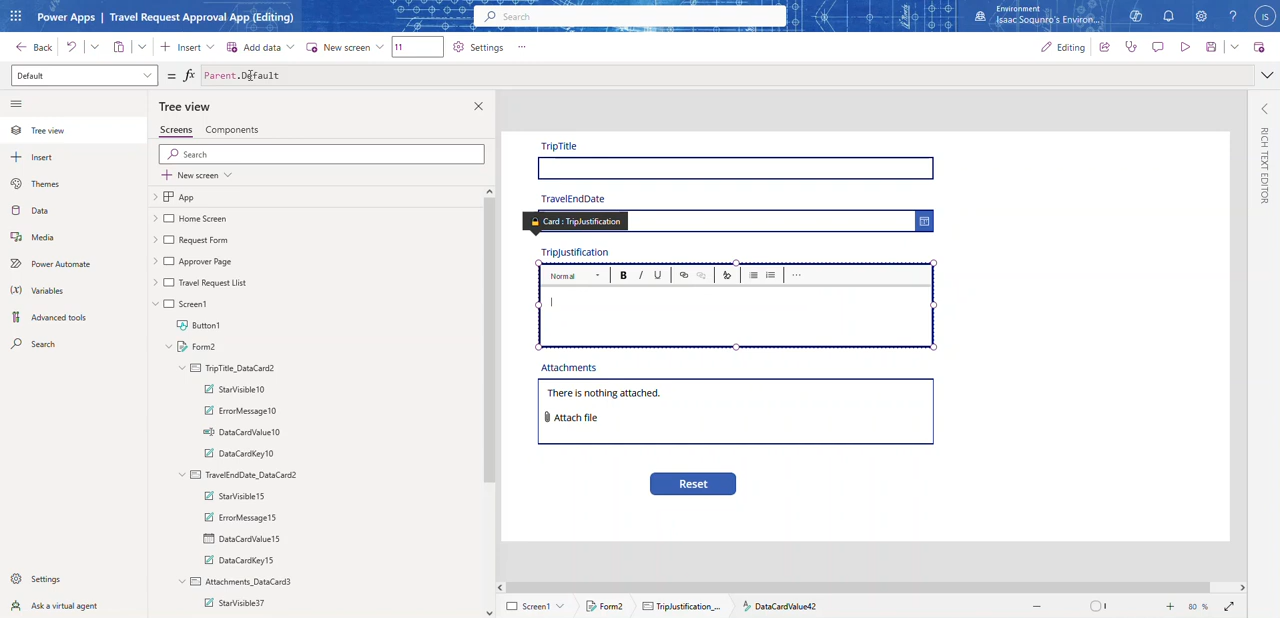 Power Apps | Travel Request Approval App (Editing)
Search
Environment
Isaac Soqunro's Environ...
IS
Back
Insert
Add data
New screen
11
Settings
...
Editing
Default
= fx Parent.Default
Tree view
Insert
Themes
Data
Media
Power Automate
Variables
Advanced tools
Search
Settings
Ask a virtual agent
Tree view
Screens
Components
Search
New screen
App
Home Screen
Request Form
Approver Page
Travel Request List
Screen1
Button1
Form2
TripTitle_DataCard2
StarVisible10
ErrorMessage10
DataCardValue10
DataCardKey10
TravelEndDate_DataCard2
StarVisible15
ErrorMessage15
DataCardValue15
DataCardKey15
Attachments_DataCard3
StarVisible37
TripTitle
TravelEndDate
Card : TripJustification
TripJustification
Normal
B I U
...
Attachments
There is nothing attached.
Attach file
Reset
RICH TEXT EDITOR
Screen1
Form2
TripJustification_...
DataCardValue42
80 %